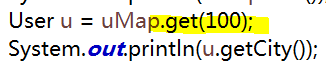 User u = uMap.get(100);
System.out.println(u.getCity());